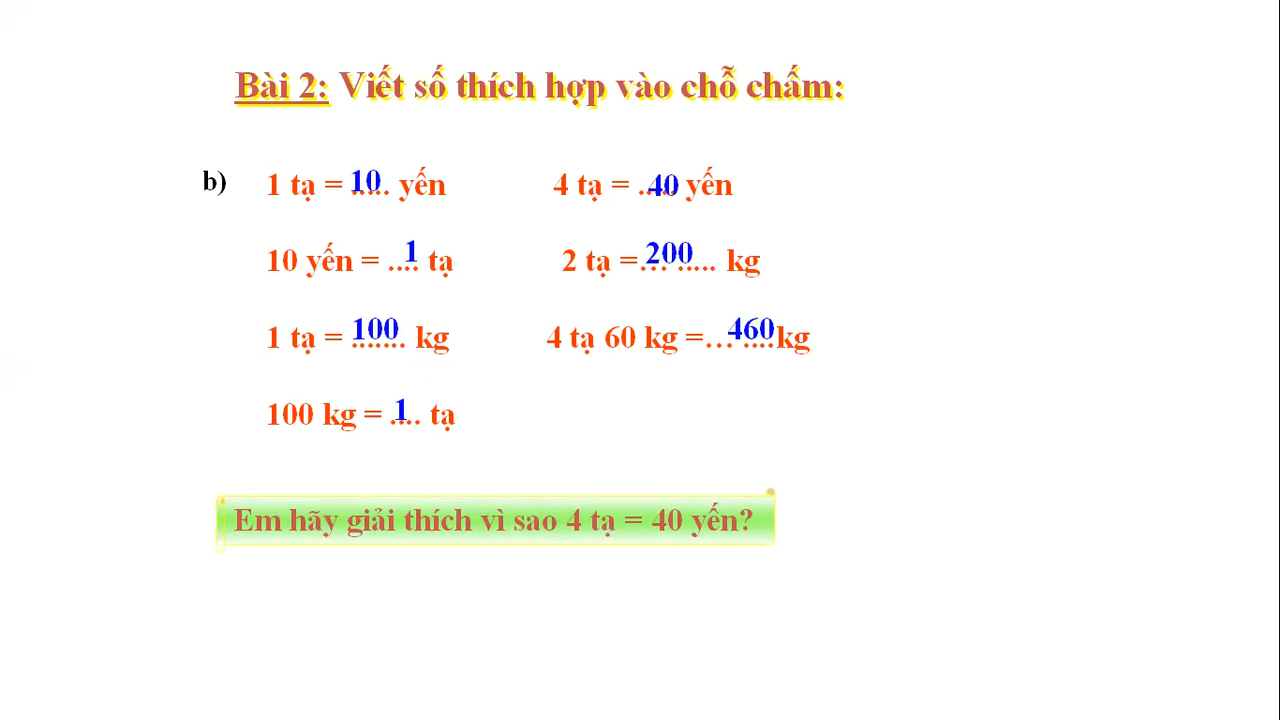 Bài 2: Viết số thích hợp vào chỗ chấm:
b) 1 tạ = 10 yến 4 tạ = 40 yến
10 yến = 1 tạ 2 tạ = 200 kg
1 tạ = 100 kg 4 tạ 60 kg = 460 kg
100 kg = 1 tạ
Em hãy giải thích vì sao 4 tạ = 40 yến?